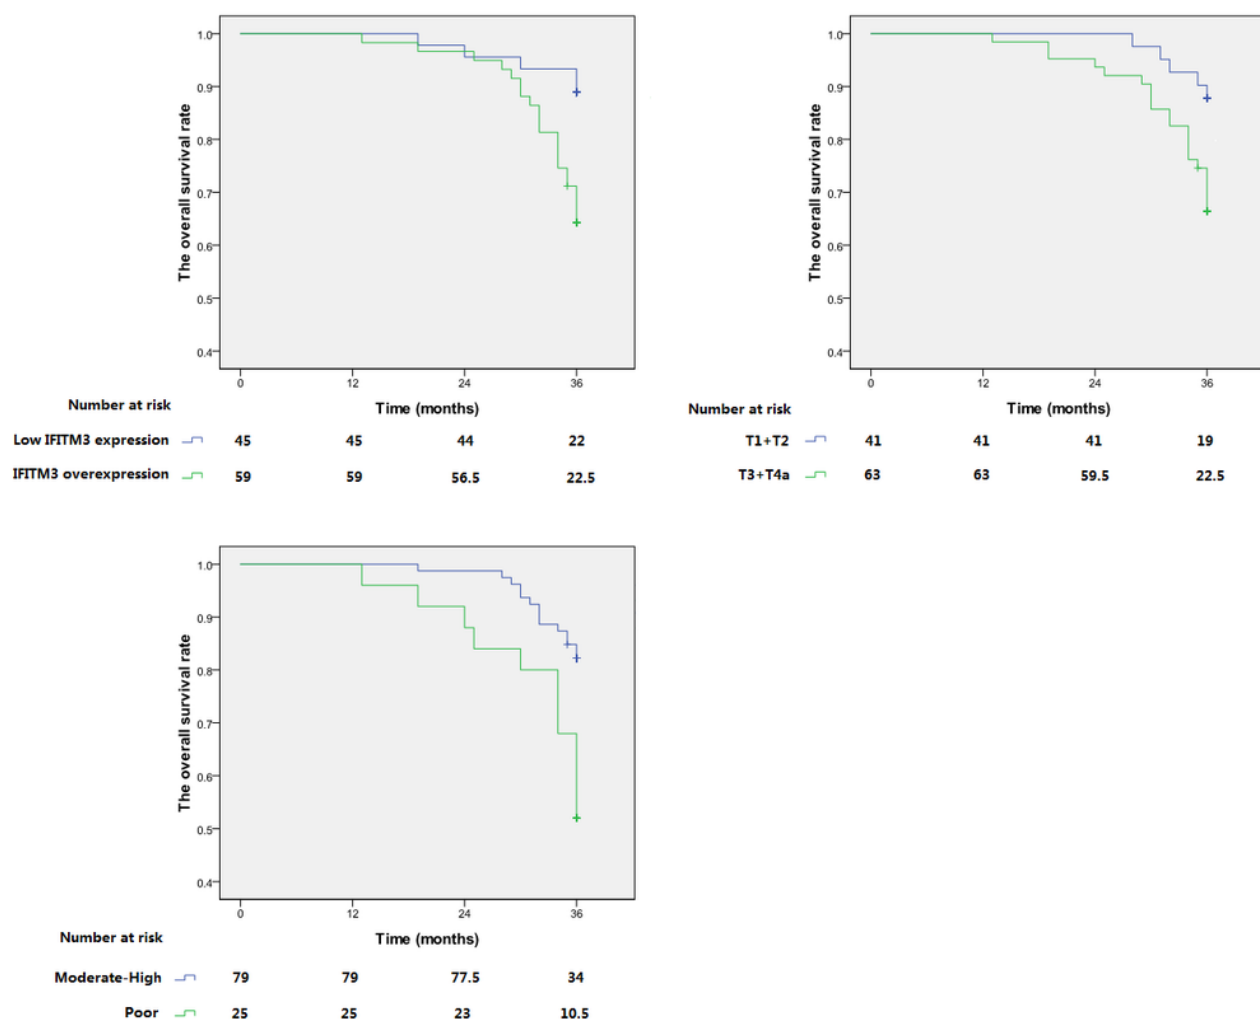 1.0
0.9
0.8
0.7
0.6
0.5
0.4
The overall survival rate
0 12 24 36
Time (months)
Number at risk
Low IFITM3 expression 45 45 44 22
IFITM3 overexpression 59 59 56.5 22.5
1.0
0.9
0.8
0.7
0.6
0.5
0.4
The overall survival rate
0 12 24 36
Time (months)
Number at risk
T1+T2 41 41 41 19
T3+T4a 63 63 59.5 22.5
1.0
0.9
0.8
0.7
0.6
0.5
0.4
The overall survival rate
0 12 24 36
Time (months)
Number at risk
Moderate-High 79 79 77.5 34
Poor 25 25 23 10.5